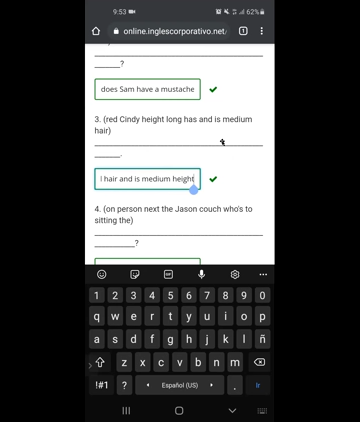 9:53
62%
online.inglescorporativo.net/
?
does Sam have a mustache
3. (red Cindy height long has and is medium
hair)
.
l hair and is medium height
4. (on person next the Jason couch who's to
sitting the)
?
GIF
1 2 3 4 5 6 7 8 9 0
q w e r t y u i o p
a s d f g h j k l ñ
z x c v b n m
!#1 ? Español (US) . Ir